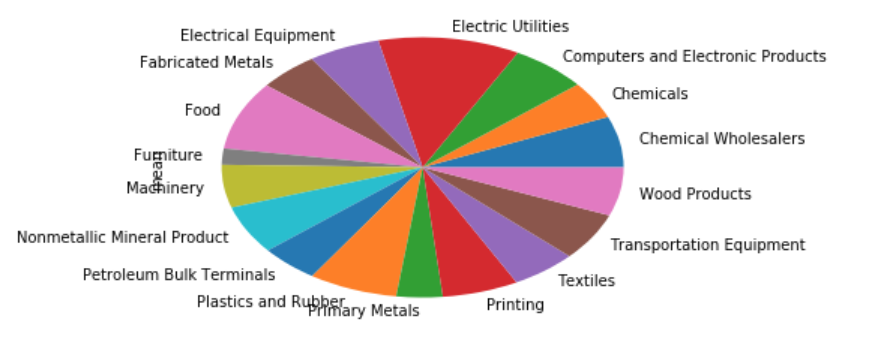 Electric Utilities
Electrical Equipment
Computers and Electronic Products
Fabricated Metals
Chemicals
Food
Chemical Wholesalers
Furniture
mean
Machinery
Wood Products
Nonmetallic Mineral Product
Transportation Equipment
Petroleum Bulk Terminals
Textiles
Plastics and Rubber
Printing
Primary Metals